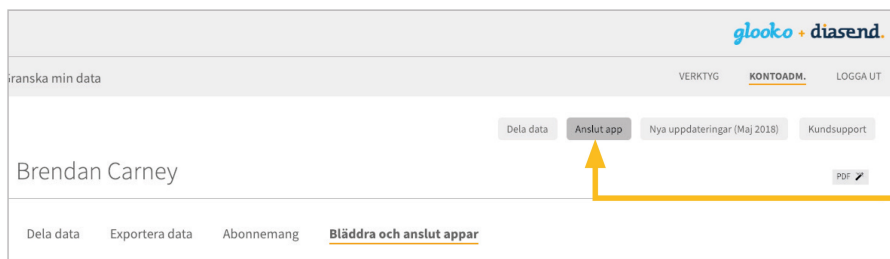 glooko + diasend.
Granska min data VERKTYG KONTOADM. LOGGA UT
Dela data Anslut app Nya uppdateringar (Maj 2018) Kundsupport
Brendan Carney PDF
Dela data Exportera data Abonnemang Bläddra och anslut appar